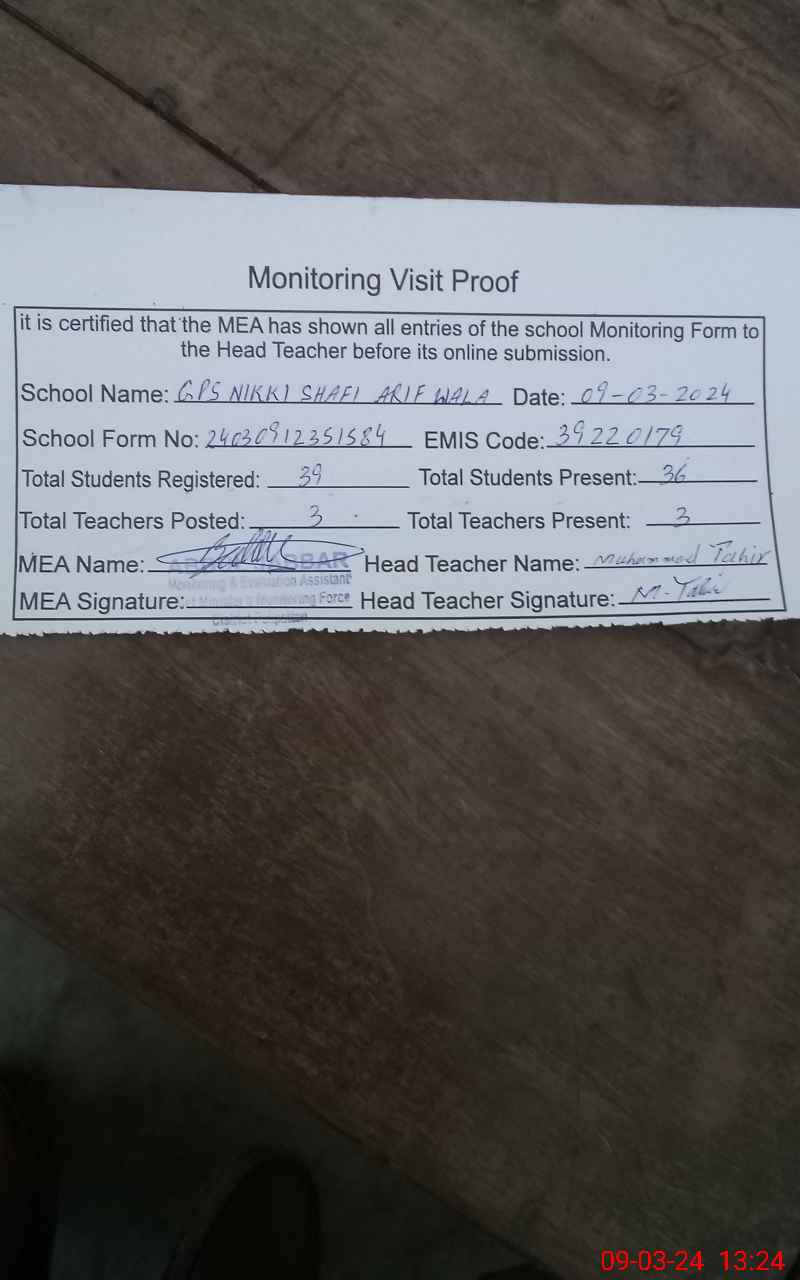 Monitoring Visit Proof
it is certified that the MEA has shown all entries of the school Monitoring Form to
the Head Teacher before its online submission.
School Name: GPS NIKKI SHAFI ARIF WALA Date: 09-03-2024
School Form No: 24030912351584 EMIS Code: 39220179
Total Students Registered: 39 Total Students Present: 36
Total Teachers Posted: 3 Total Teachers Present: 3
MEA Name: Head Teacher Name: Muhammad Tahir
Monitoring & Evaluation Assistant
MEA Signature: Monitoring Force Head Teacher Signature: M-Tahir
District
09-03-24 13:24